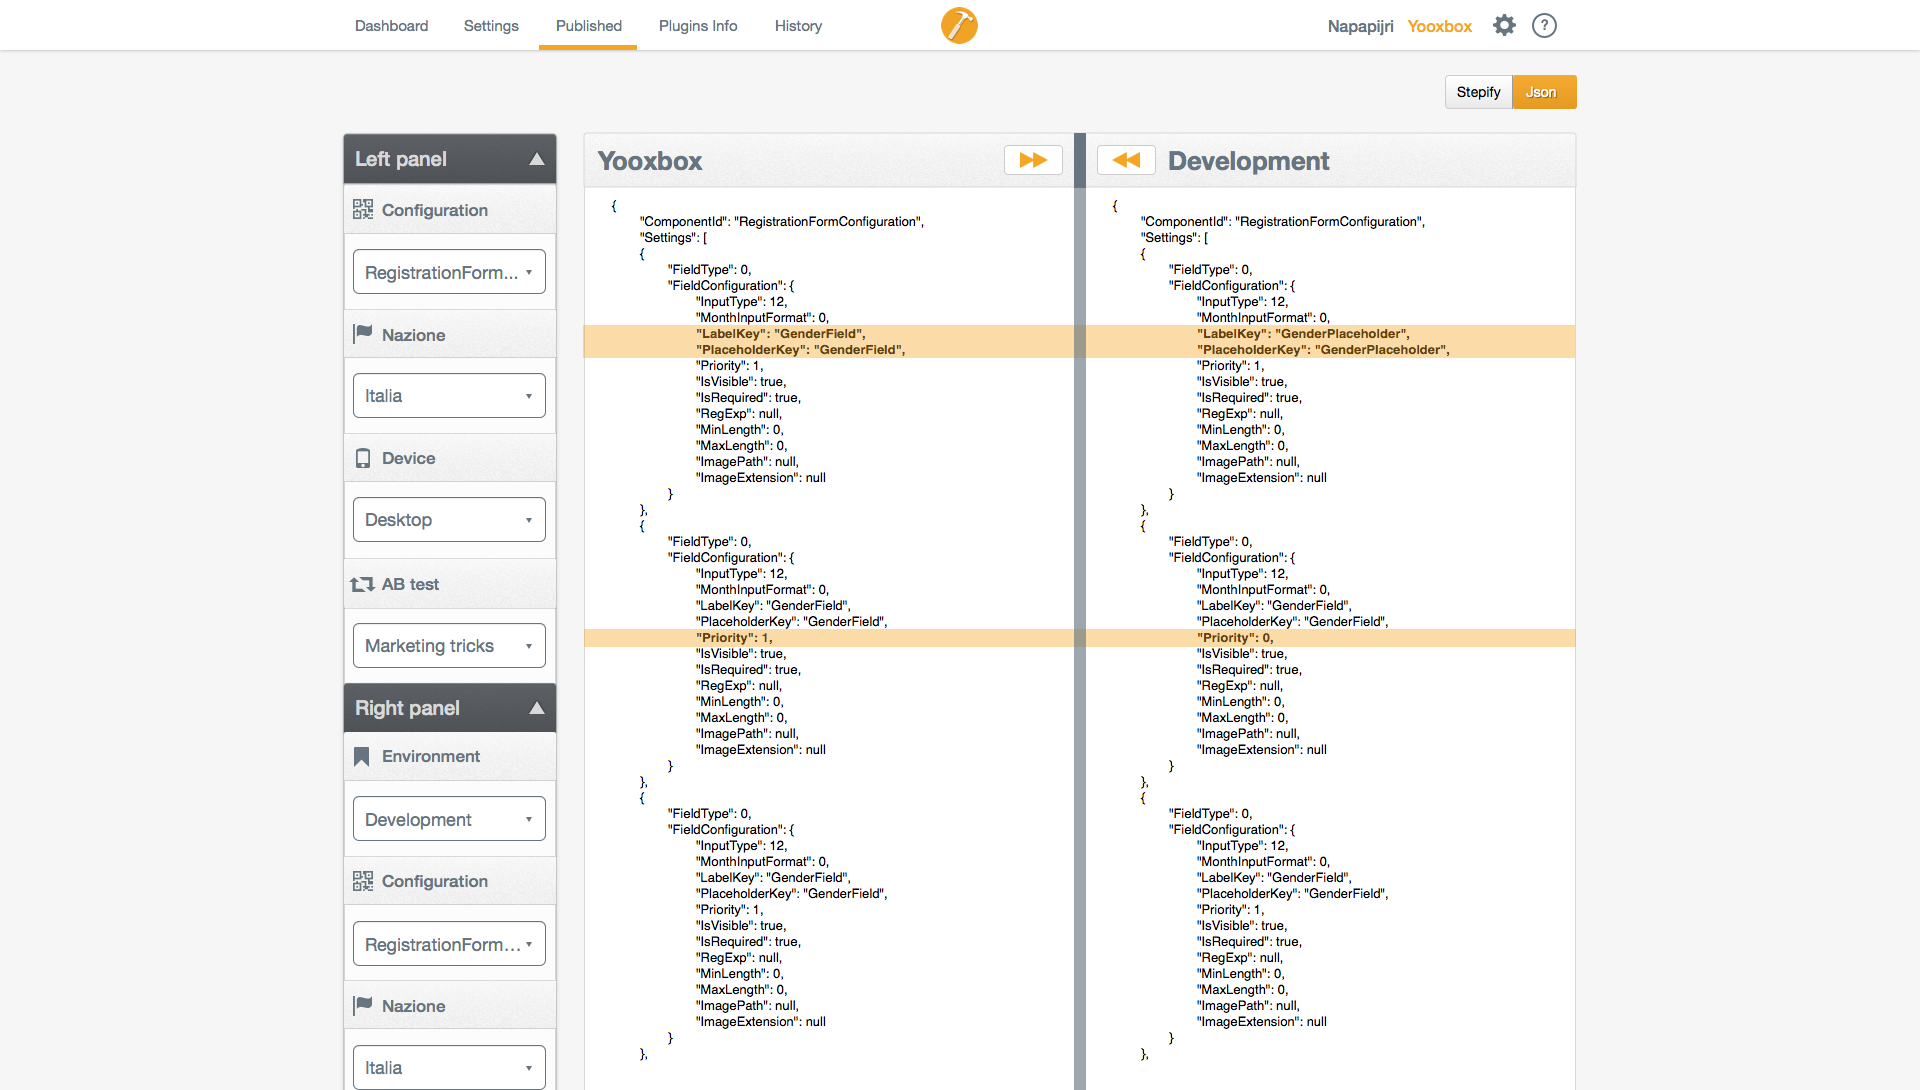 Dashboard
Settings
Published
Plugins Info
History
Napapijri
Yooxbox
?
Stepify
Json
Left panel
Configuration
RegistrationForm...
Nazione
Italia
Device
Desktop
AB test
Marketing tricks
Right panel
Environment
Development
Configuration
RegistrationForm...
Nazione
Italia
Yooxbox
{
"ComponentId": "RegistrationFormConfiguration",
"Settings": [
{
"FieldType": 0,
"FieldConfiguration": {
"InputType": 12,
"MonthInputFormat": 0,
"LabelKey": "GenderField",
"PlaceholderKey": "GenderField",
"Priority": 1,
"IsVisible": true,
"IsRequired": true,
"RegExp": null,
"MinLength": 0,
"MaxLength": 0,
"ImagePath": null,
"ImageExtension": null
}
},
{
"FieldType": 0,
"FieldConfiguration": {
"InputType": 12,
"MonthInputFormat": 0,
"LabelKey": "GenderField",
"PlaceholderKey": "GenderField",
"Priority": 1,
"IsVisible": true,
"IsRequired": true,
"RegExp": null,
"MinLength": 0,
"MaxLength": 0,
"ImagePath": null,
"ImageExtension": null
}
},
{
"FieldType": 0,
"FieldConfiguration": {
"InputType": 12,
"MonthInputFormat": 0,
"LabelKey": "GenderField",
"PlaceholderKey": "GenderField",
"Priority": 1,
"IsVisible": true,
"IsRequired": true,
"RegExp": null,
"MinLength": 0,
"MaxLength": 0,
"ImagePath": null,
"ImageExtension": null
}
},
Development
{
"ComponentId": "RegistrationFormConfiguration",
"Settings": [
{
"FieldType": 0,
"FieldConfiguration": {
"InputType": 12,
"MonthInputFormat": 0,
"LabelKey": "GenderPlaceholder",
"PlaceholderKey": "GenderPlaceholder",
"Priority": 1,
"IsVisible": true,
"IsRequired": true,
"RegExp": null,
"MinLength": 0,
"MaxLength": 0,
"ImagePath": null,
"ImageExtension": null
}
},
{
"FieldType": 0,
"FieldConfiguration": {
"InputType": 12,
"MonthInputFormat": 0,
"LabelKey": "GenderField",
"PlaceholderKey": "GenderField",
"Priority": 0,
"IsVisible": true,
"IsRequired": true,
"RegExp": null,
"MinLength": 0,
"MaxLength": 0,
"ImagePath": null,
"ImageExtension": null
}
},
{
"FieldType": 0,
"FieldConfiguration": {
"InputType": 12,
"MonthInputFormat": 0,
"LabelKey": "GenderField",
"PlaceholderKey": "GenderField",
"Priority": 1,
"IsVisible": true,
"IsRequired": true,
"RegExp": null,
"MinLength": 0,
"MaxLength": 0,
"ImagePath": null,
"ImageExtension": null
}
},